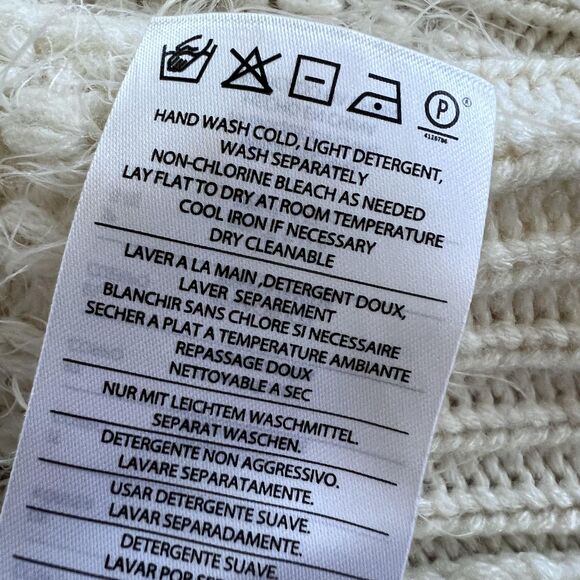 P
®
4116786
HAND WASH COLD, LIGHT DETERGENT,
WASH SEPARATELY
NON-CHLORINE BLEACH AS NEEDED
LAY FLAT TO DRY AT ROOM TEMPERATURE
COOL IRON IF NECESSARY
DRY CLEANABLE
LAVER A LA MAIN ,DETERGENT DOUX,
LAVER SEPAREMENT
BLANCHIR SANS CHLORE SI NECESSAIRE
SECHER A PLAT A TEMPERATURE AMBIANTE
REPASSAGE DOUX
NETTOYABLE A SEC
NUR MIT LEICHTEM WASCHMITTEL.
SEPARAT WASCHEN.
DETERGENTE NON AGGRESSIVO.
LAVARE SEPARATAMENTE.
USAR DETERGENTE SUAVE.
LAVAR SEPARADAMENTE.
DETERGENTE SUAVE.
LAVAR POR